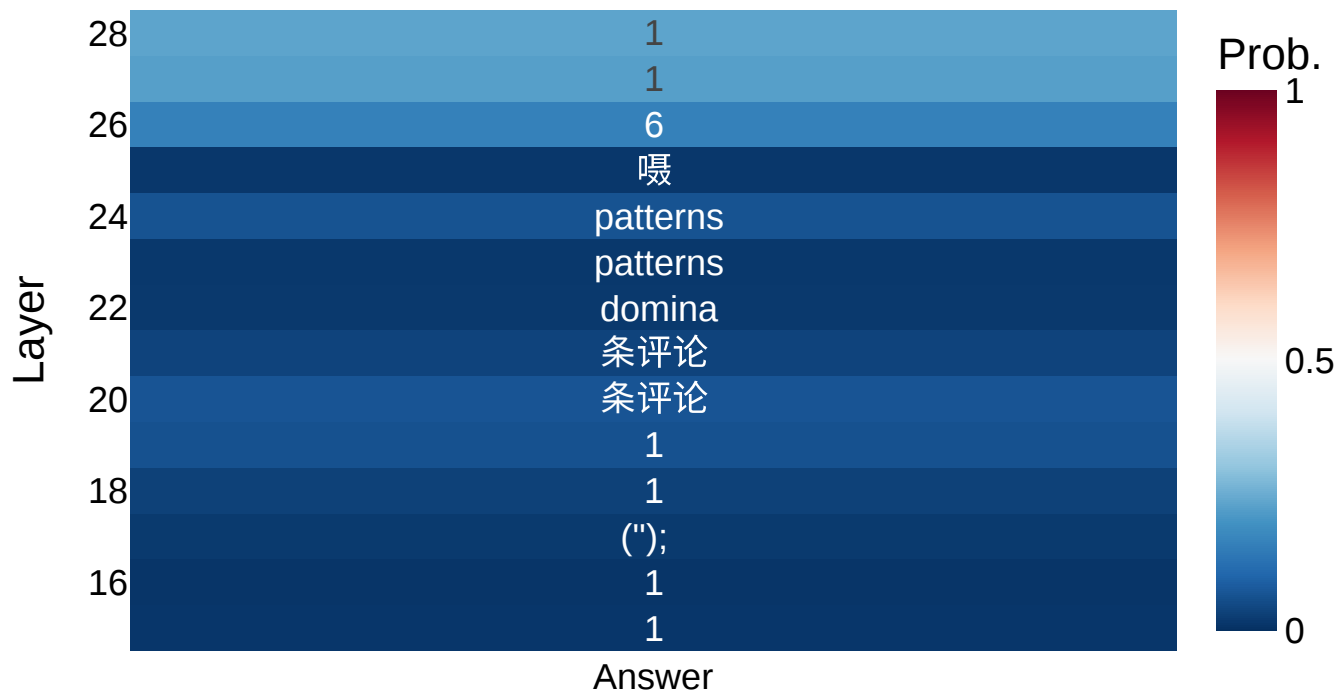 Prob.
1
0.5
0
Layer
28 1
1
26 6
嗫
24 patterns
patterns
22 domina
条评论
20 条评论
1
18 1
(");
16 1
1
Answer